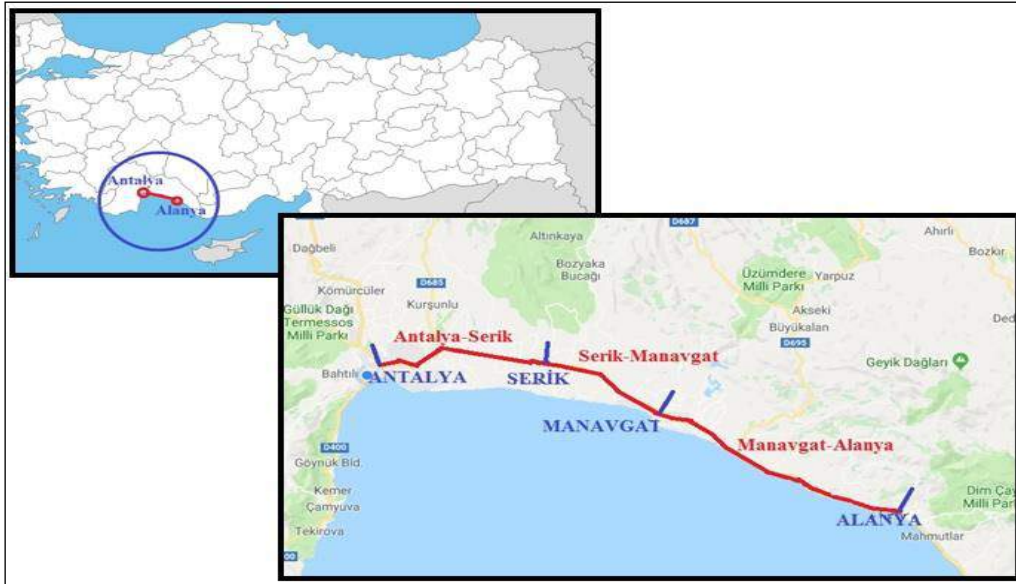 Antalya
Alanya
D687
Ahırlı
Altınkaya
Dağbeli
Bozkır
Bozyaka
Bucağı
Üzümdere
Milli Parkı
Yarpuz
D685
Kömürcüler
Kurşunlu
Akseki
Ded
Güllük Dağı
Termessos
Milli Parkı
Büyükalan
Antalya-Serik
D695
Serik-Manavgat
Geyik Dağları
Bahtılı
ANTALYA
SERİK
MANAVGAT
D400
Manavgat-Alanya
Göynük Bld.
Kemer
Çamyuva
Dim Çay
Milli Park
ALANYA
Tekirova
Mahmutlar
00